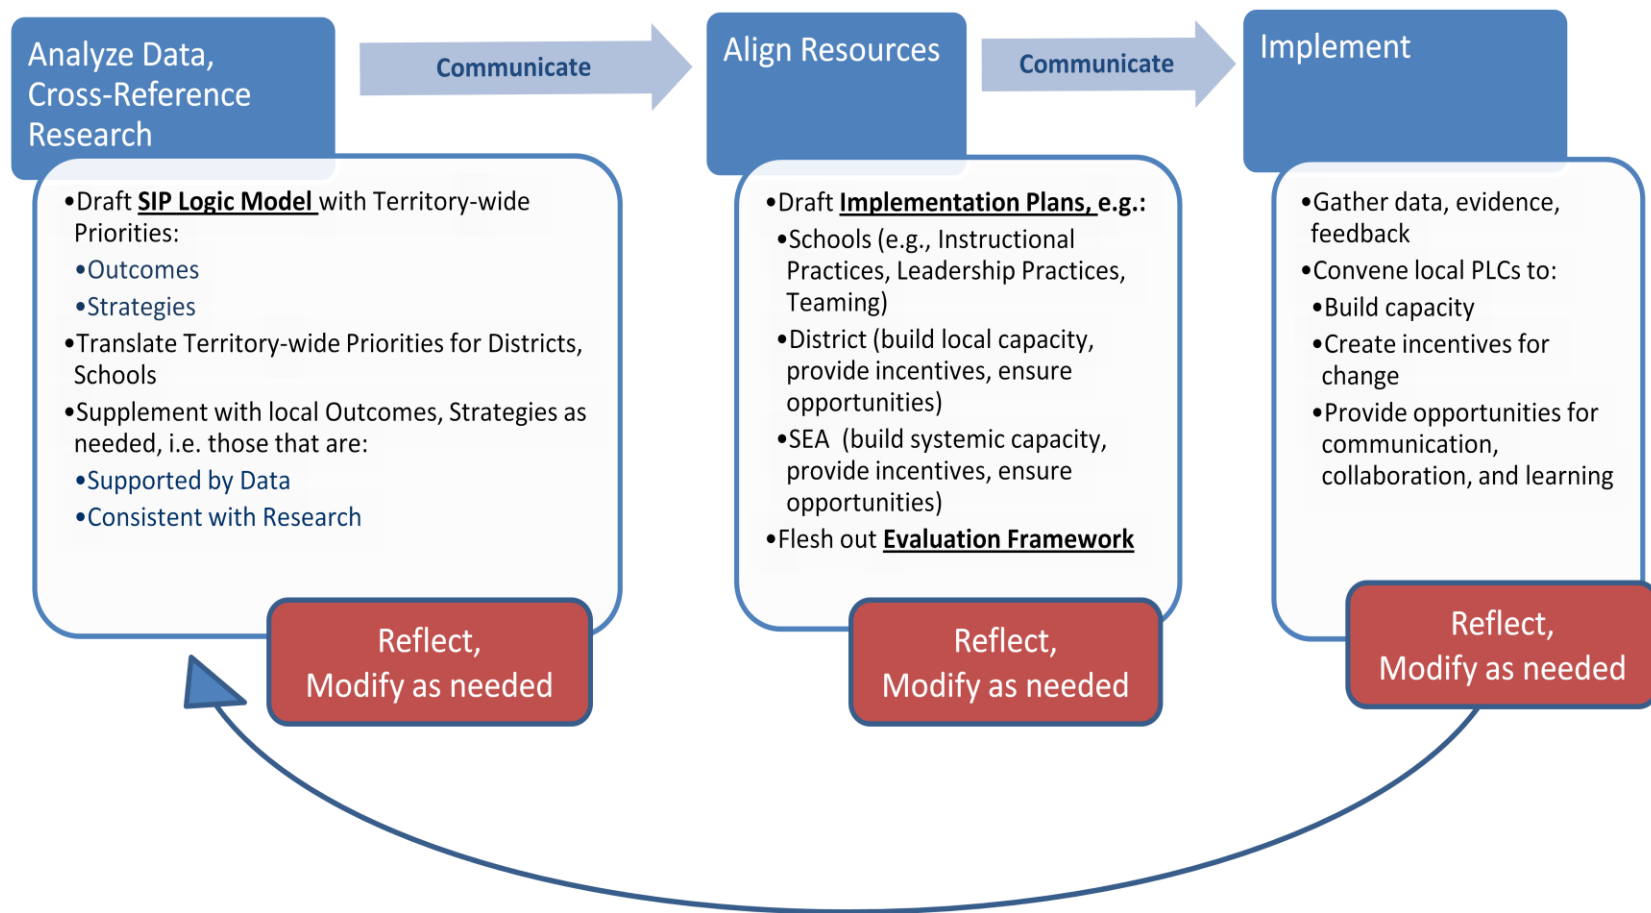 Analyze Data,
Cross-Reference
Research
Communicate
Align Resources
Communicate
Implement
•Draft SIP Logic Model with Territory-wide
Priorities:
•Outcomes
•Strategies
•Translate Territory-wide Priorities for Districts,
Schools
•Supplement with local Outcomes, Strategies as
needed, i.e. those that are:
•Supported by Data
•Consistent with Research
Reflect,
Modify as needed
•Draft Implementation Plans, e.g.:
•Schools (e.g., Instructional
Practices, Leadership Practices,
Teaming)
•District (build local capacity,
provide incentives, ensure
opportunities)
•SEA (build systemic capacity,
provide incentives, ensure
opportunities)
•Flesh out Evaluation Framework
Reflect,
Modify as needed
•Gather data, evidence,
feedback
•Convene local PLCs to:
•Build capacity
•Create incentives for
change
•Provide opportunities for
communication,
collaboration, and learning
Reflect,
Modify as needed